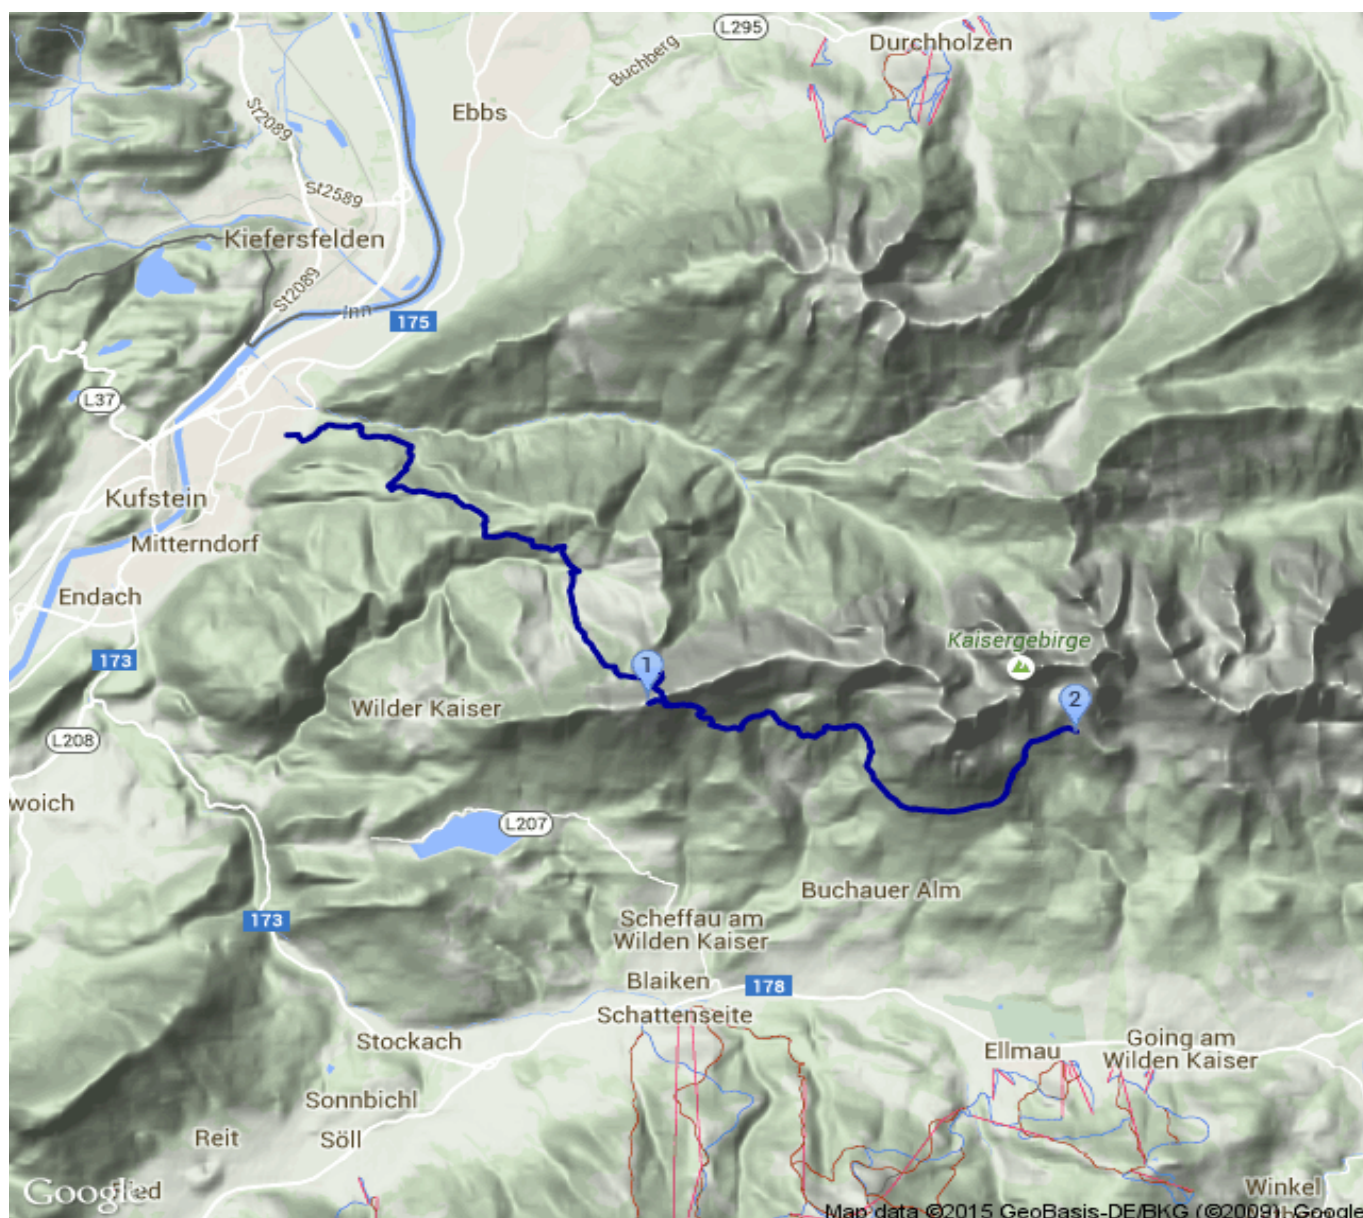 L295
Durchholzen
Buchberg
Ebbs
St2089
St2589
Kiefersfelden
St2089
Inn
175
L37
Kufstein
Mitterndorf
Endach
173
Kaisergebirge
1
2
Wilder Kaiser
L208
woich
L207
Buchauer Alm
173
Scheffau am
Wilden Kaiser
Blaiken
178
Schattenseite
Stockach
Ellmau
Going am
Wilden Kaiser
Sonnbichl
Reit
Söll
Winkel
Google
Map data ©2015 GeoBasis-DE/BKG (©2009), Google